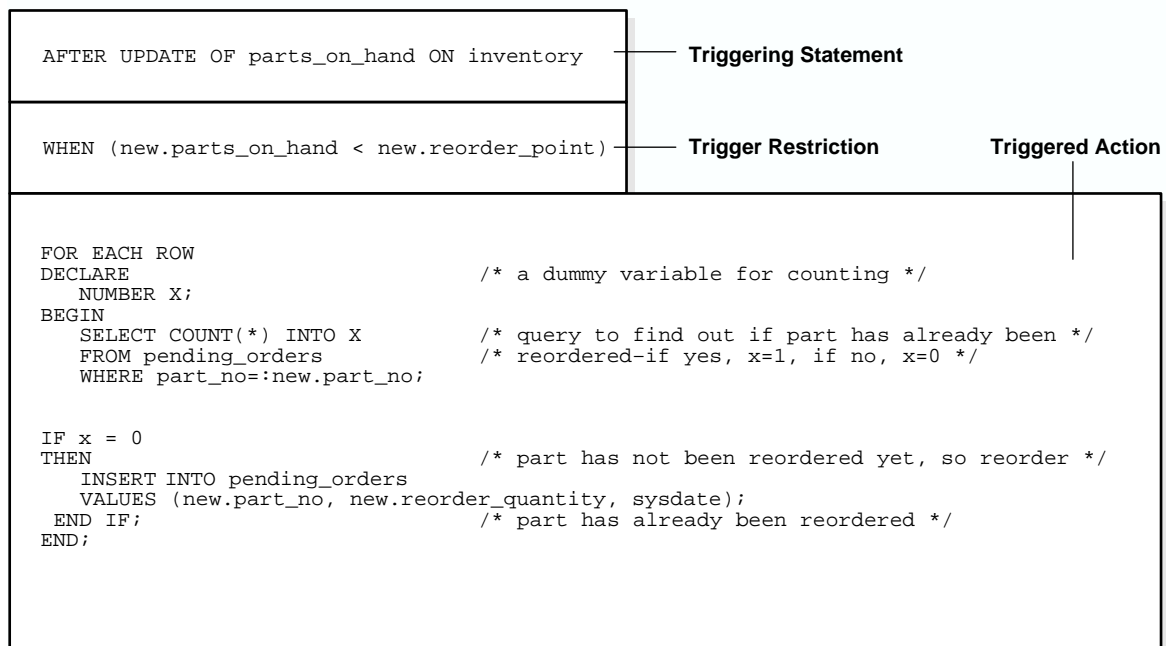 AFTER UPDATE OF parts_on_hand ON inventory
Triggering Statement
WHEN (new.parts_on_hand < new.reorder_point)
Trigger Restriction
Triggered Action
FOR EACH ROW
DECLARE /* a dummy variable for counting */
NUMBER X;
BEGIN
SELECT COUNT(*) INTO X /* query to find out if part has already been */
FROM pending_orders /* reordered–if yes, x=1, if no, x=0 */
WHERE part_no=:new.part_no;
IF x = 0
THEN /* part has not been reordered yet, so reorder */
INSERT INTO pending_orders
VALUES (new.part_no, new.reorder_quantity, sysdate);
END IF; /* part has already been reordered */
END;